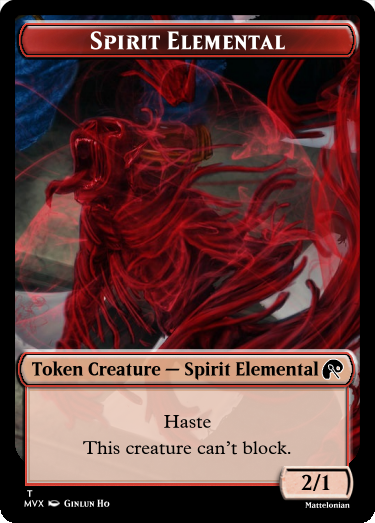 Spirit Elemental
Token Creature — Spirit Elemental
Haste
This creature can't block.
2/1
T
MVX Ginlun Ho
Mattelonian